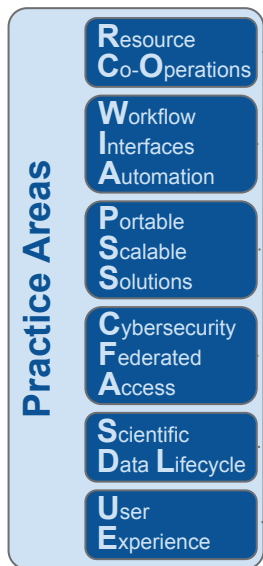 Practice Areas
Resource
Co-Operations
Workflow
Interfaces
Automation
Portable
Scalable
Solutions
Cybersecurity
Federated
Access
Scientific
Data Lifecycle
User
Experience